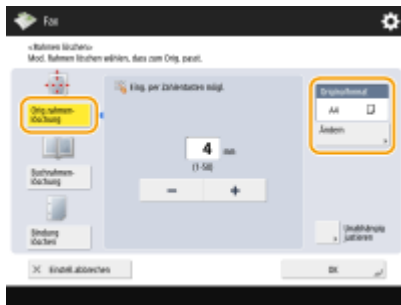 Fax
<Rahmen löschen>
Mod. Rahmen löschen wählen, dass zum Orig. passt.
Orig.rahmen-
löschung
Buchrahmen-
löschung
Bindung
löschen
Eing. per Zahlentasten mögl.
4 mm
(1-50)
−
+
Originalformat
A4
Ändern
Unabhängig
justieren
× Einstell.abbrechen
OK